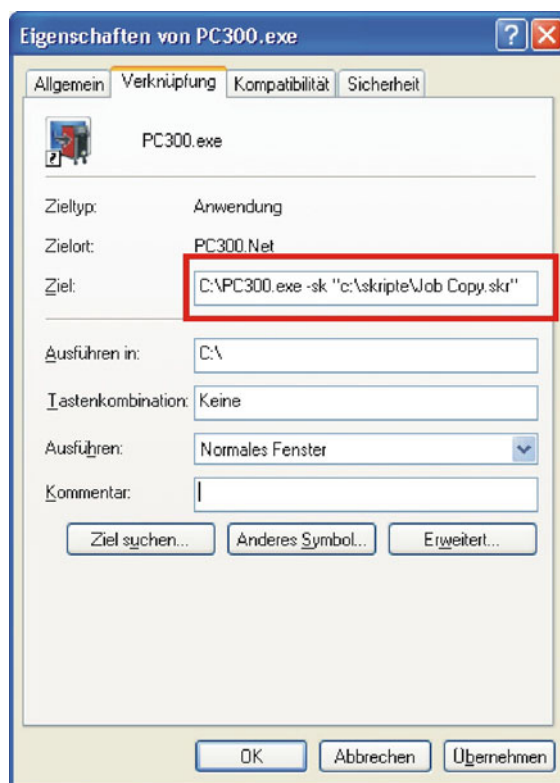 Eigenschaften von PC300.exe
Allgemein Verknüpfung Kompatibilität Sicherheit
PC300.exe
Zieltyp: Anwendung
Zielort: PC300.Net
Ziel: C:\PC300.exe -sk "c:\skripte\Job Copy.skr"
Ausführen in: C:\
Tastenkombination: Keine
Ausführen: Normales Fenster
Kommentar:
Ziel suchen... Anderes Symbol... Erweitert...
OK Abbrechen Übernehmen